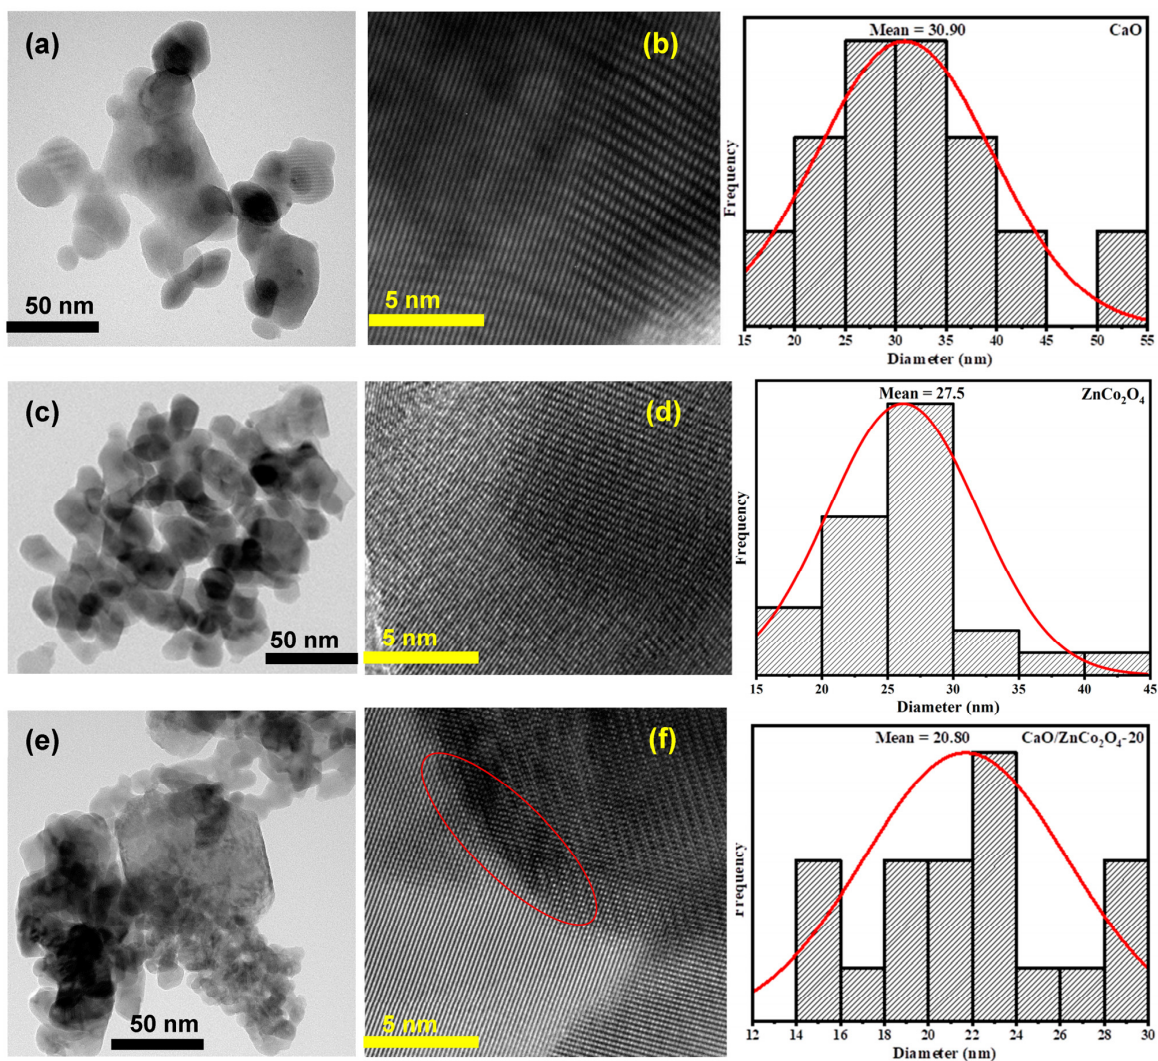 (a)
50 nm
(b)
5 nm
Mean = 30.90
CaO
Frequency
15 20 25 30 35 40 45 50 55
Diameter (nm)
(c)
50 nm
(d)
5 nm
Mean = 27.5
ZnCo₂O₄
Frequency
15 20 25 30 35 40 45
Diameter (nm)
(e)
50 nm
(f)
5 nm
Mean = 20.80
CaO/ZnCo₂O₄-20
Frequency
12 14 16 18 20 22 24 26 28 30
Diameter (nm)